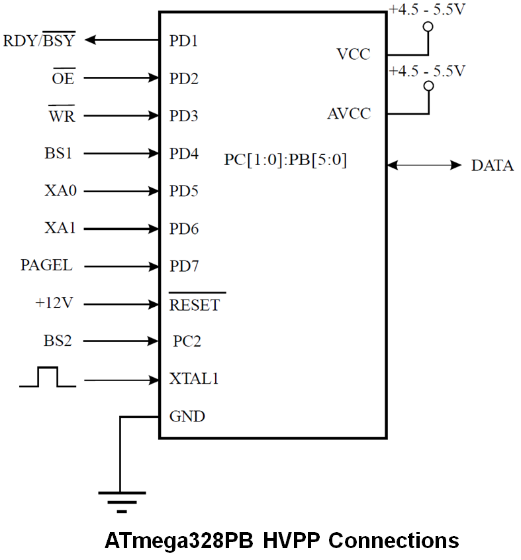 RDY/BSY PD1
OE PD2
WR PD3
BS1 PD4
XA0 PD5
XA1 PD6
PAGEL PD7
+12V RESET
BS2 PC2
XTAL1
GND
+4.5 - 5.5V
VCC
+4.5 - 5.5V
AVCC
PC[1:0]:PB[5:0] DATA
ATmega328PB HVPP Connections